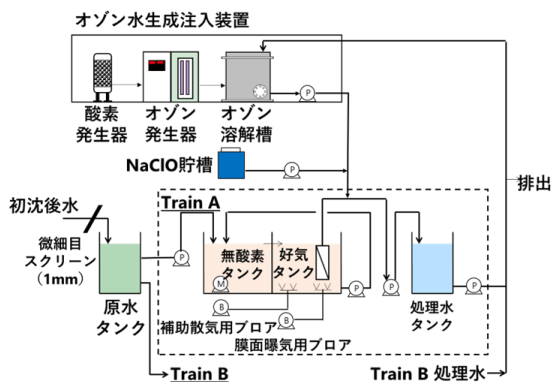 オゾン水生成注入装置
酸素
発生器
オゾン
発生器
オゾン
溶解槽
P
NaClO貯槽
P
排出
初沈後水
微細目
スクリーン
（1mm）
Train A
P
無酸素
タンク
好気
タンク
M
P
P
P
原水
タンク
B
B
処理水
タンク
補助散気用ブロア
膜面曝気用ブロア
Train B
Train B 処理水